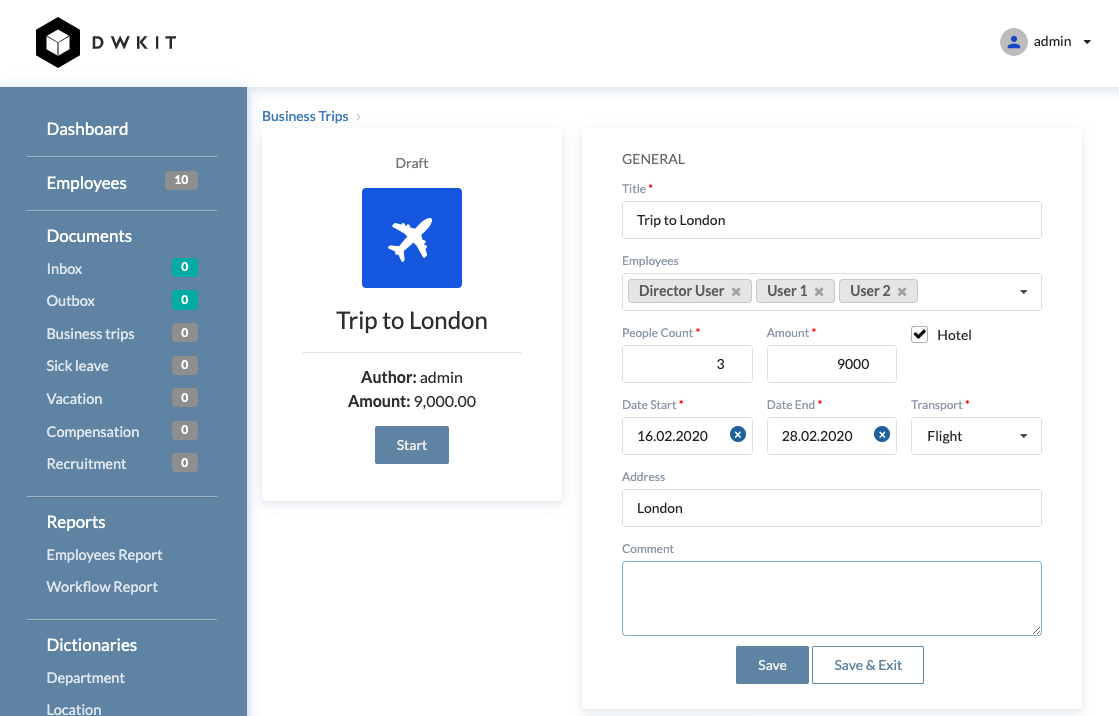 DWKIT
admin
Dashboard
Employees 10
Documents
Inbox 0
Outbox 0
Business trips 0
Sick leave 0
Vacation 0
Compensation 0
Recruitment 0
Reports
Employees Report
Workflow Report
Dictionaries
Department
Location
Business Trips ›
Draft
Trip to London
Author: admin
Amount: 9,000.00
Start
GENERAL
Title *
Trip to London
Employees
Director User × User 1 × User 2 ×
People Count * Amount *
3 9000 Hotel
Date Start * Date End * Transport *
16.02.2020 28.02.2020 Flight
Address
London
Comment
Save Save & Exit